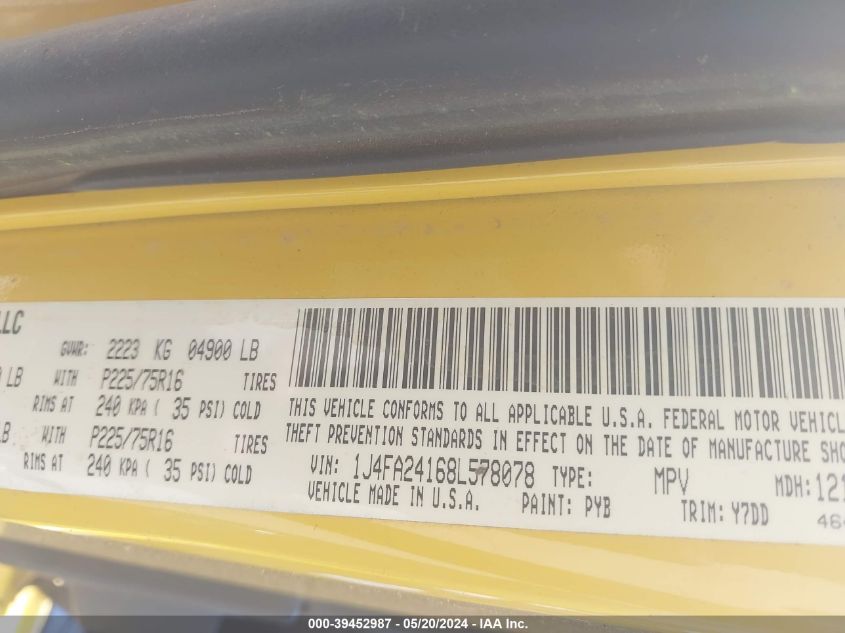 LLC
GVWR: 2223 KG 04900 LB
LB WITH P225/75R16 TIRES
RIMS AT 240 KPA ( 35 PSI) COLD
LB WITH P225/75R16 TIRES
RIMS AT 240 KPA ( 35 PSI) COLD
THIS VEHICLE CONFORMS TO ALL APPLICABLE U.S.A. FEDERAL MOTOR VEHICL
THEFT PREVENTION STANDARDS IN EFFECT ON THE DATE OF MANUFACTURE SHO
VIN: 1J4FA24168L578078 TYPE: MPV MDH: 121
VEHICLE MADE IN U.S.A. PAINT: PYB TRIM: Y7DD
000-39452987 - 05/20/2024 - IAA Inc.